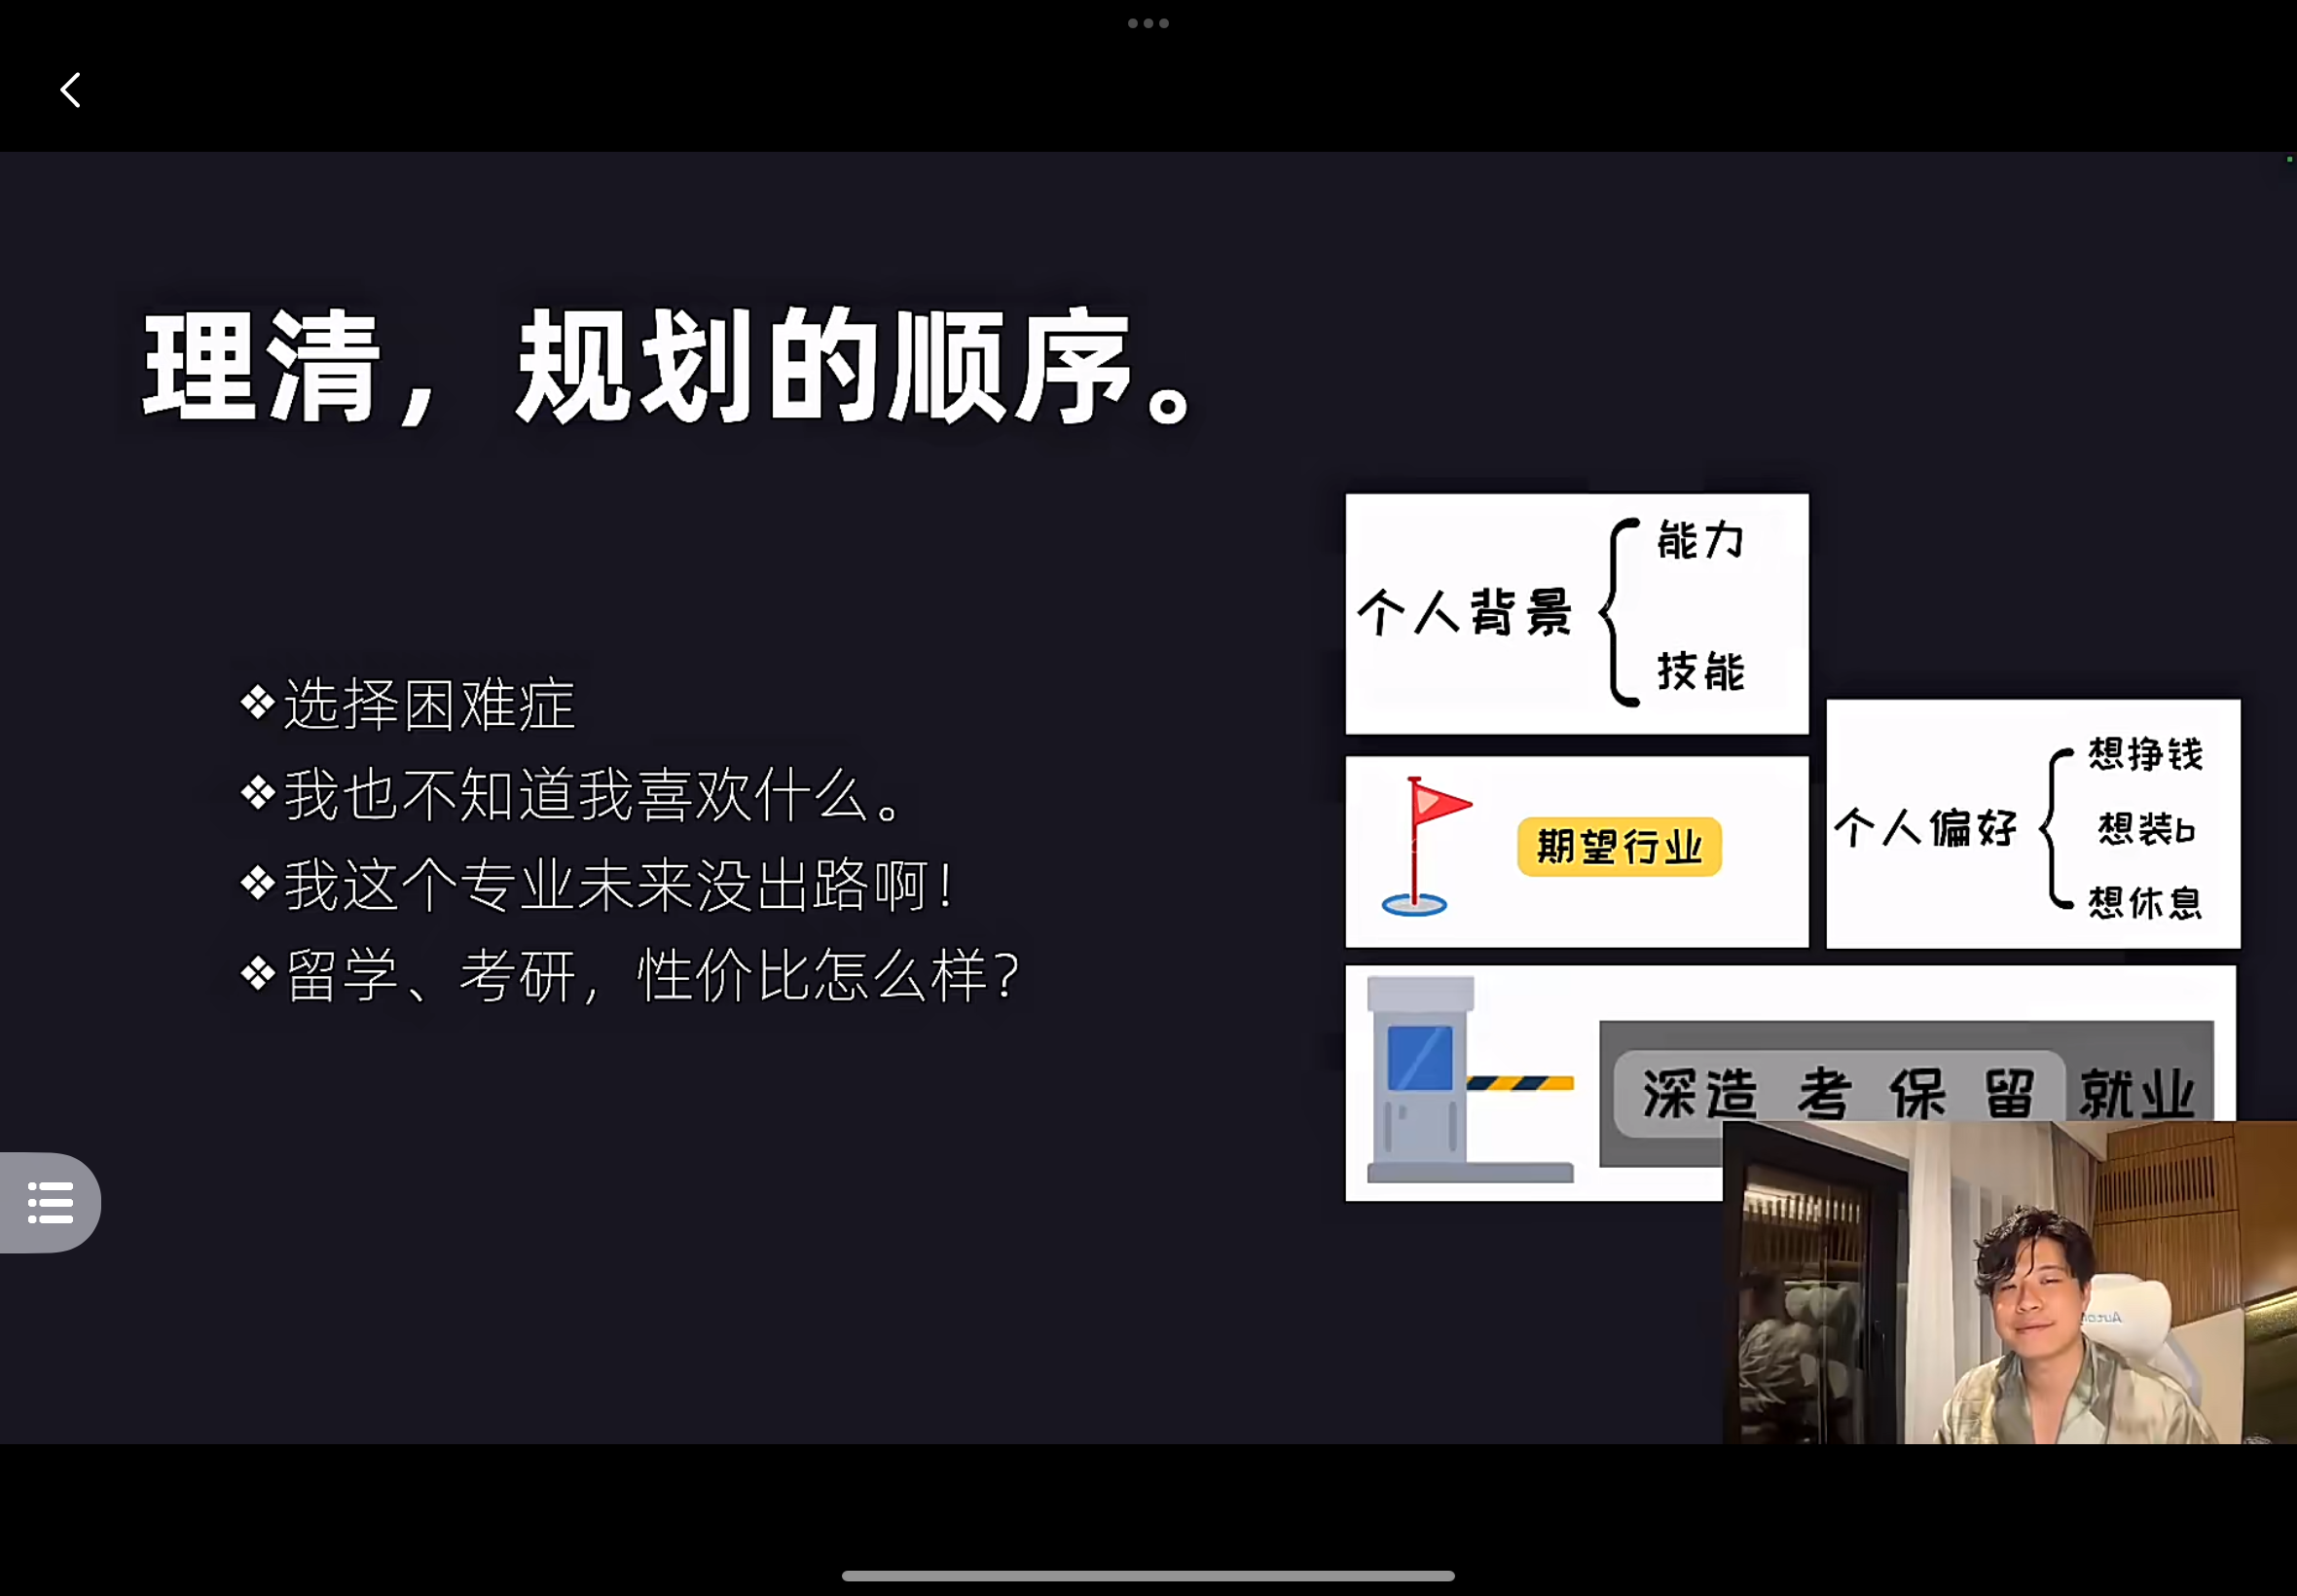 理清，规划的顺序。
❖选择困难症
❖我也不知道我喜欢什么。
❖我这个专业未来没出路啊！
❖留学、考研，性价比怎么样？
个人背景
能力
技能
期望行业
个人偏好
想挣钱
想装b
想休息
深造 考 保 留 就业